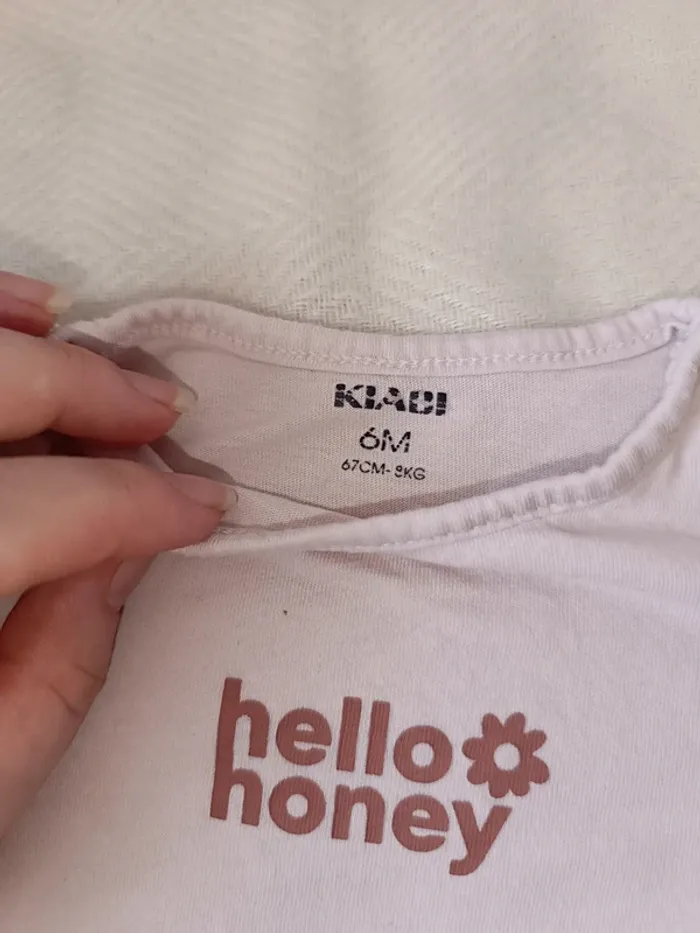 KIABI
6M
67CM-8KG
hello
honey